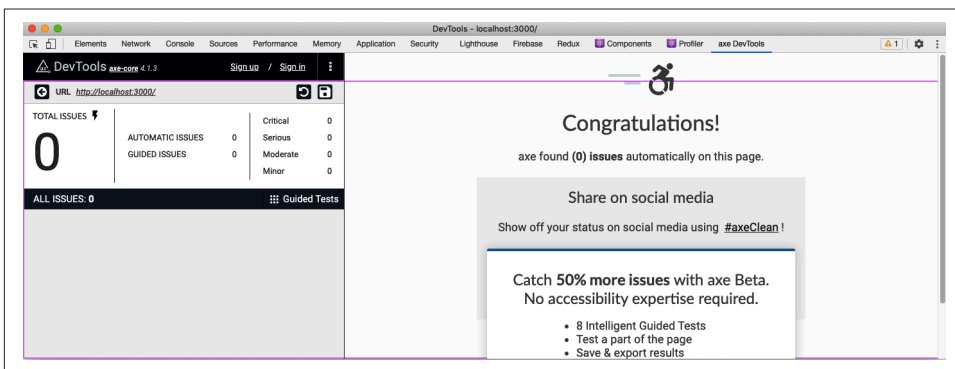 DevTools - localhost:3000/
Elements Network Console Sources Performance Memory Application Security Lighthouse Firebase Redux Components Profiler axe DevTools 1
DevTools axe-core 4.1.3 Sign up / Sign in
URL http://localhost:3000/
TOTAL ISSUES
0
AUTOMATIC ISSUES 0
GUIDED ISSUES 0
Critical 0
Serious 0
Moderate 0
Minor 0
ALL ISSUES: 0 Guided Tests
Congratulations!
axe found (0) issues automatically on this page.
Share on social media
Show off your status on social media using #axeClean !
Catch 50% more issues with axe Beta.
No accessibility expertise required.
• 8 Intelligent Guided Tests
• Test a part of the page
• Save & export results